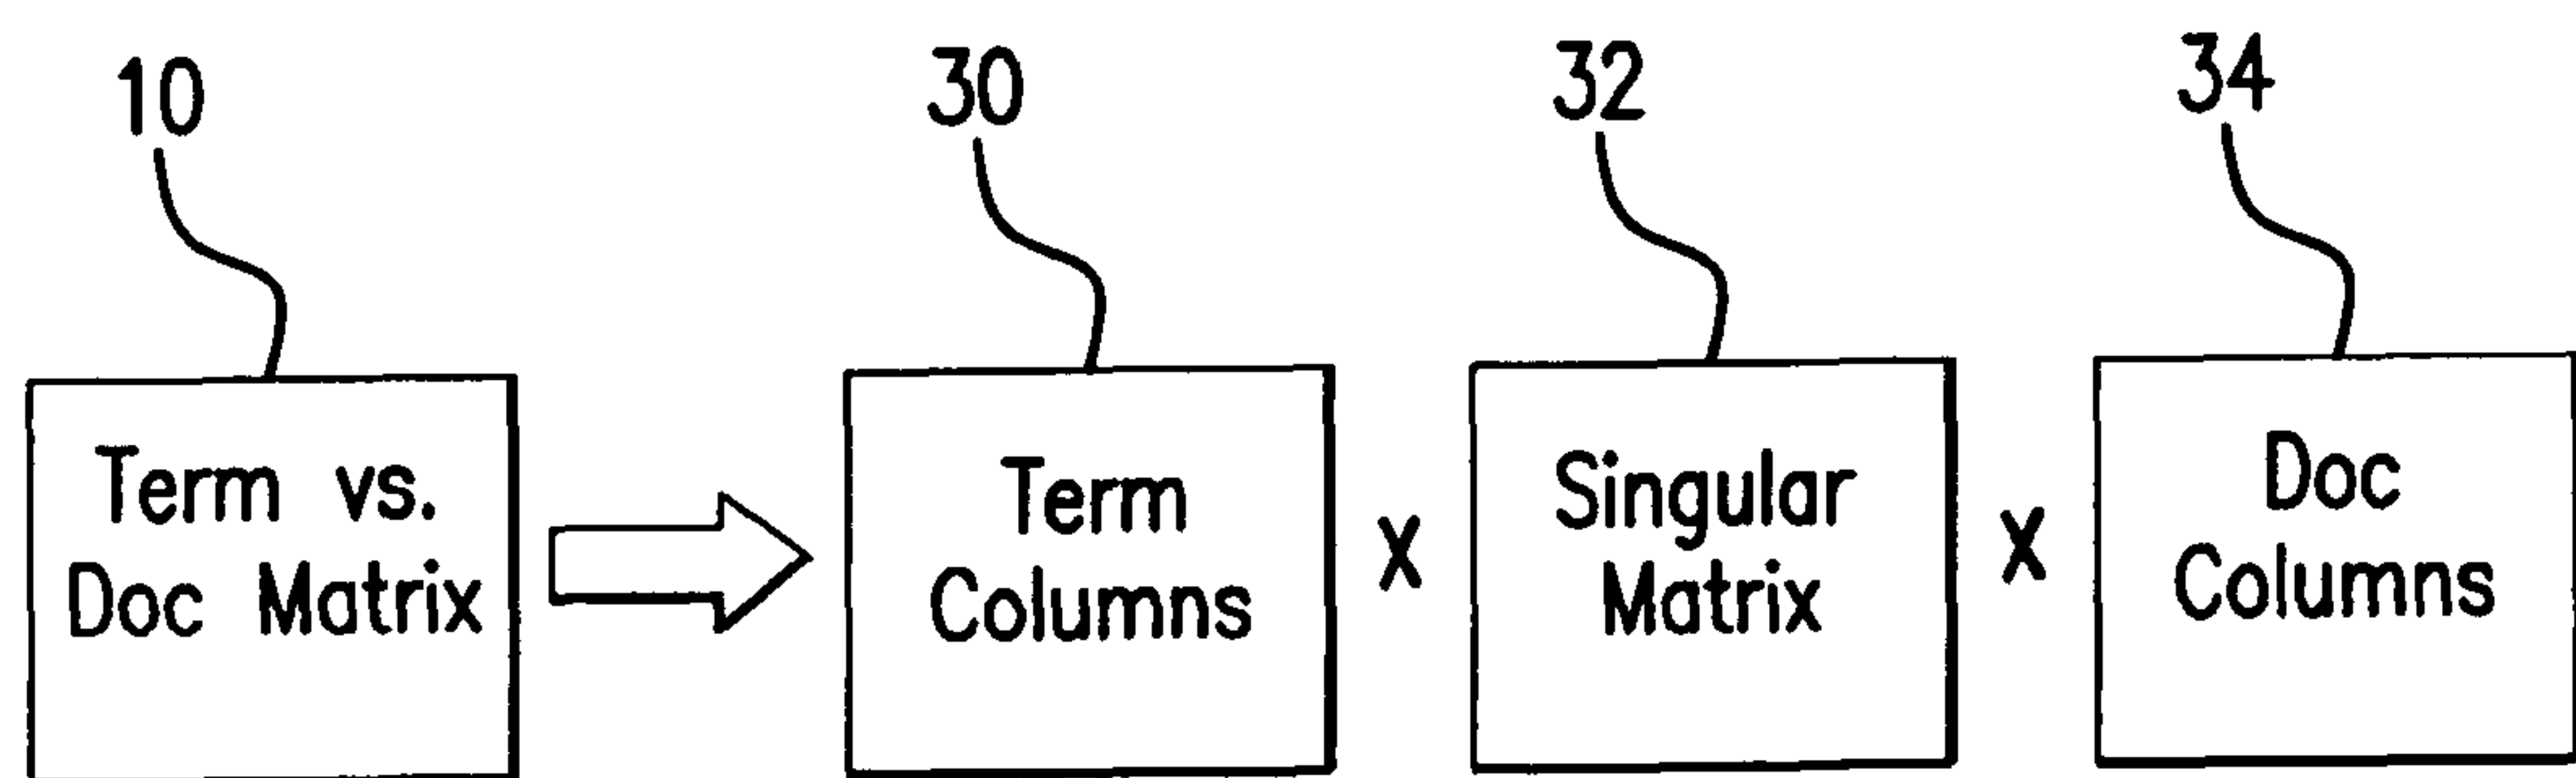 10 30 32 34
Term vs.
Doc Matrix
Term
Columns
X
Singular
Matrix
X
Doc
Columns